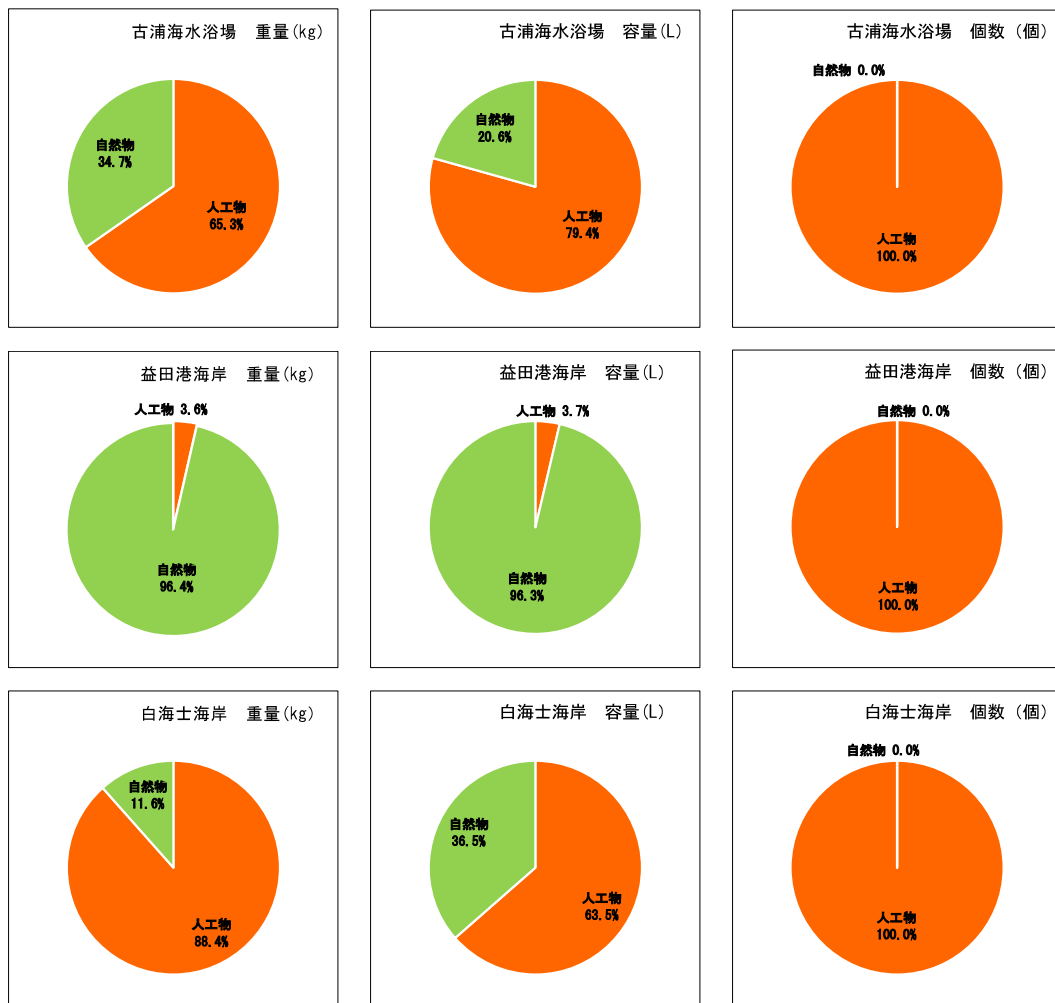 古浦海水浴場　重量(kg)
自然物
34.7%
人工物
65.3%
古浦海水浴場　容量(L)
自然物
20.6%
人工物
79.4%
古浦海水浴場　個数（個）
自然物 0.0%
人工物
100.0%
益田港海岸　重量(kg)
人工物 3.6%
自然物
96.4%
益田港海岸　容量(L)
人工物 3.7%
自然物
96.3%
益田港海岸　個数（個）
自然物 0.0%
人工物
100.0%
白海士海岸　重量(kg)
自然物
11.6%
人工物
88.4%
白海士海岸　容量(L)
自然物
36.5%
人工物
63.5%
白海士海岸　個数（個）
自然物 0.0%
人工物
100.0%